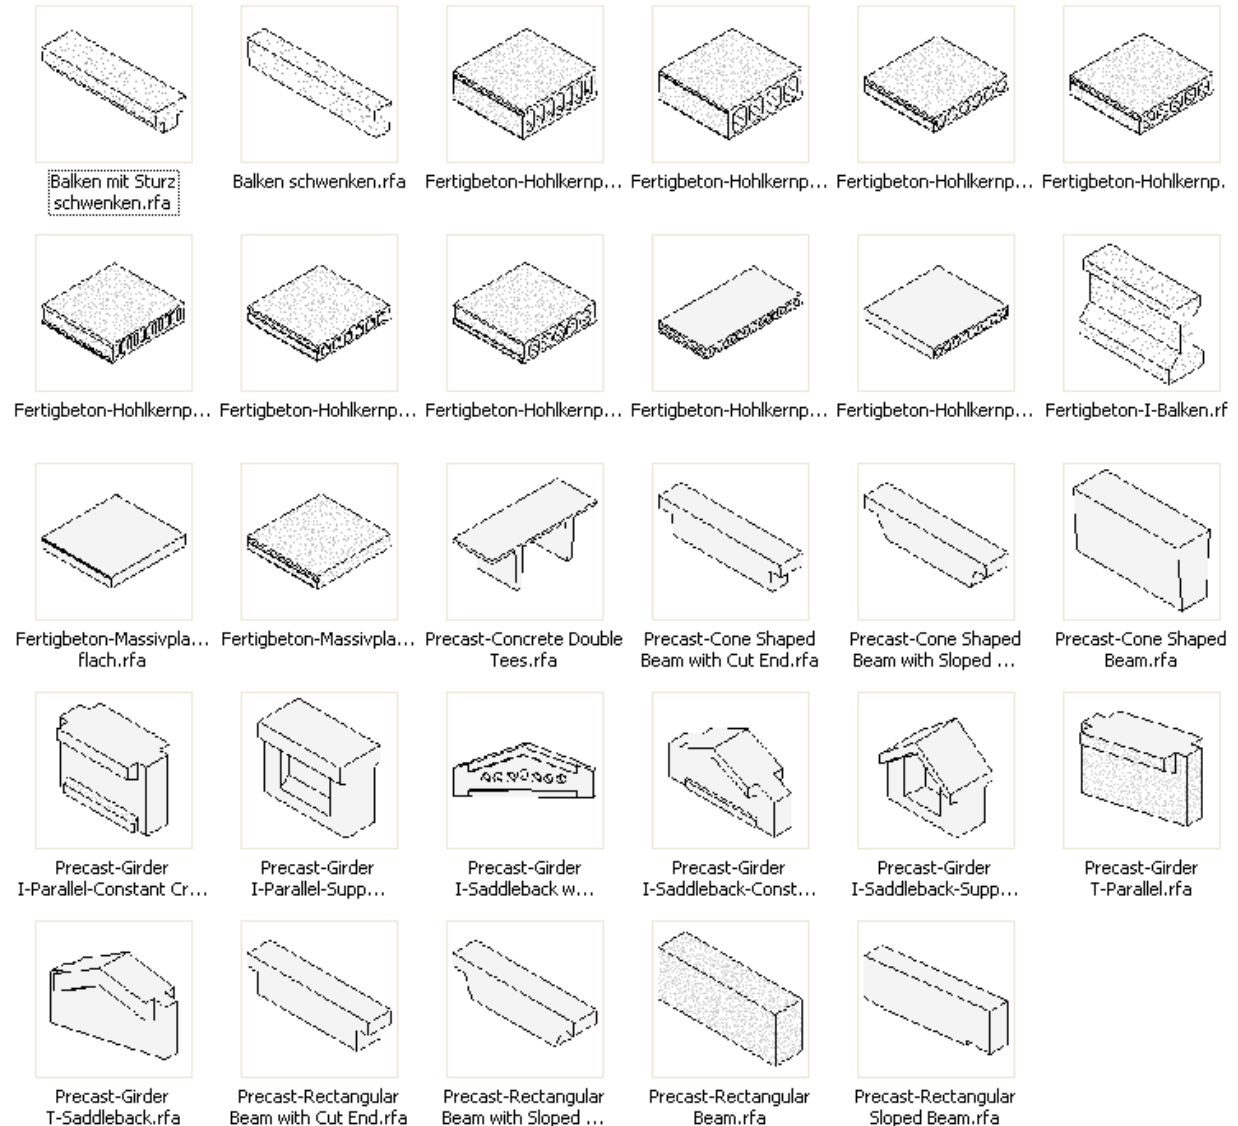 Balken mit Sturz
schwenken.rfa
Balken schwenken.rfa
Fertigbeton-Hohlkernp...
Fertigbeton-Hohlkernp...
Fertigbeton-Hohlkernp...
Fertigbeton-Hohlkernp.
Fertigbeton-Hohlkernp...
Fertigbeton-Hohlkernp...
Fertigbeton-Hohlkernp...
Fertigbeton-Hohlkernp...
Fertigbeton-Hohlkernp...
Fertigbeton-I-Balken.rf
Fertigbeton-Massivpla...
flach.rfa
Fertigbeton-Massivpla...
Precast-Concrete Double
Tees.rfa
Precast-Cone Shaped
Beam with Cut End.rfa
Precast-Cone Shaped
Beam with Sloped ...
Precast-Cone Shaped
Beam.rfa
Precast-Girder
I-Parallel-Constant Cr...
Precast-Girder
I-Parallel-Supp...
Precast-Girder
I-Saddleback w...
Precast-Girder
I-Saddleback-Const...
Precast-Girder
I-Saddleback-Supp...
Precast-Girder
T-Parallel.rfa
Precast-Girder
T-Saddleback.rfa
Precast-Rectangular
Beam with Cut End.rfa
Precast-Rectangular
Beam with Sloped ...
Precast-Rectangular
Beam.rfa
Precast-Rectangular
Sloped Beam.rfa